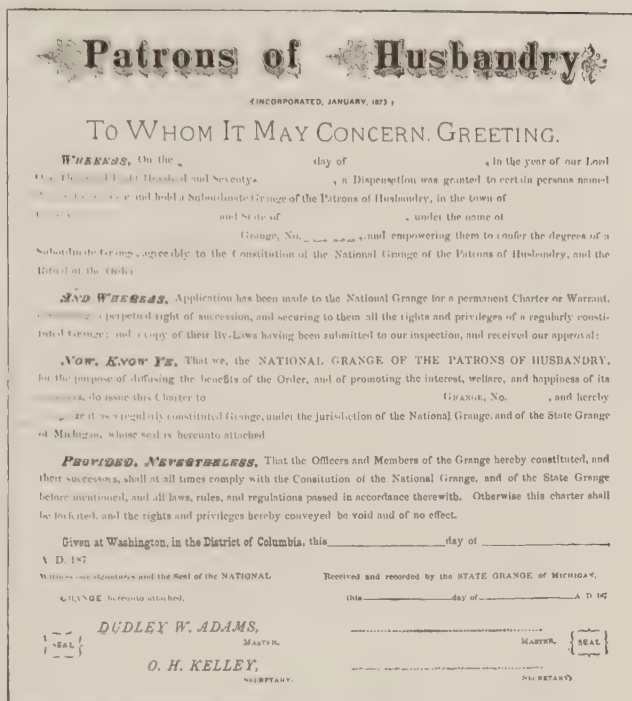 Patrons of Husbandry
(INCORPORATED, JANUARY, 1873)
TO WHOM IT MAY CONCERN. GREETING.
WHEREAS, On the day of , in the year of our Lord
One Thousand Eight Hundred and Seventy- , a Dispensation was granted to certain persons named
and hold a Subordinate Grange of the Patrons of Husbandry, in the town of
and State of , under the name of
Grange, No. , and empowering them to confer the degrees of a
Subordinate Grange, agreeibly to the Constitution of the National Grange of the Patrons of Husbandry, and the
Ritual of the Order
AND WHEREAS, Application has been made to the National Grange for a permanent Charter or Warrant,
a perpetual right of succession, and securing to them all the rights and privileges of a regularly consti-
tuted Grange; and a copy of their By-Laws having been submitted to our inspection, and received our approval:
NOW, KNOW YE, That we, the NATIONAL GRANGE OF THE PATRONS OF HUSBANDRY,
for the purpose of diffusing the benefits of the Order, and of promoting the interest, welfare, and happiness of its
do issue this Charter to GRANGE, No. , and hereby
it is a regularly constituted Grange, under the jurisdiction of the National Grange, and of the State Grange
of Michigan, whose seal is hereunto attached
PROVIDED, NEVERTHELESS, That the Officers and Members of the Grange hereby constituted, and
their successors, shall at all times comply with the Consitution of the National Grange, and of the State Grange
before mentioned, and all laws, rules, and regulations passed in accordance therewith. Otherwise this charter shall
be forfeited, and the rights and privileges hereby conveyed be void and of no effect.
Given at Washington, in the District of Columbia, this day of
A D. 187
Witness our signatures and the Seal of the NATIONAL
GRANGE hereunto attached.
DUDLEY W. ADAMS,
SEAL MASTER.
O. H. KELLEY,
SECRETARY.
Received and recorded by the STATE GRANGE of MICHIGAN,
this day of A D 187
MASTER. SEAL
SECRETARY